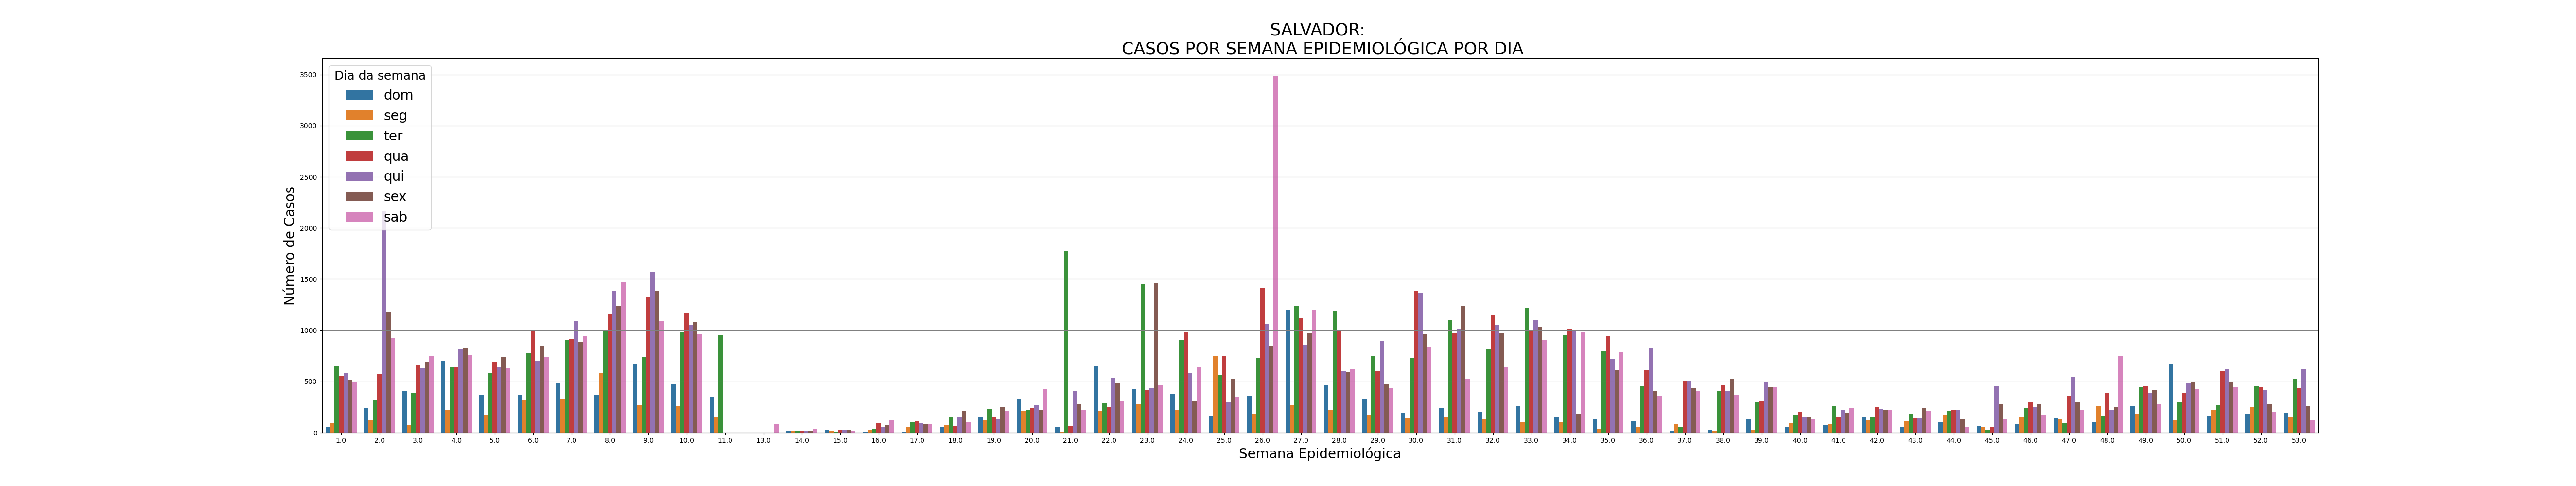 SALVADOR:
CASOS POR SEMANA EPIDEMIOLÓGICA POR DIA
Dia da semana
dom
seg
ter
qua
qui
sex
sab
Número de Casos
3500
3000
2500
2000
1500
1000
500
0
1.0 2.0 3.0 4.0 5.0 6.0 7.0 8.0 9.0 10.0 11.0 13.0 14.0 15.0 16.0 17.0 18.0 19.0 20.0 21.0 22.0 23.0 24.0 25.0 26.0 27.0 28.0 29.0 30.0 31.0 32.0 33.0 34.0 35.0 36.0 37.0 38.0 39.0 40.0 41.0 42.0 43.0 44.0 45.0 46.0 47.0 48.0 49.0 50.0 51.0 52.0 53.0
Semana Epidemiológica